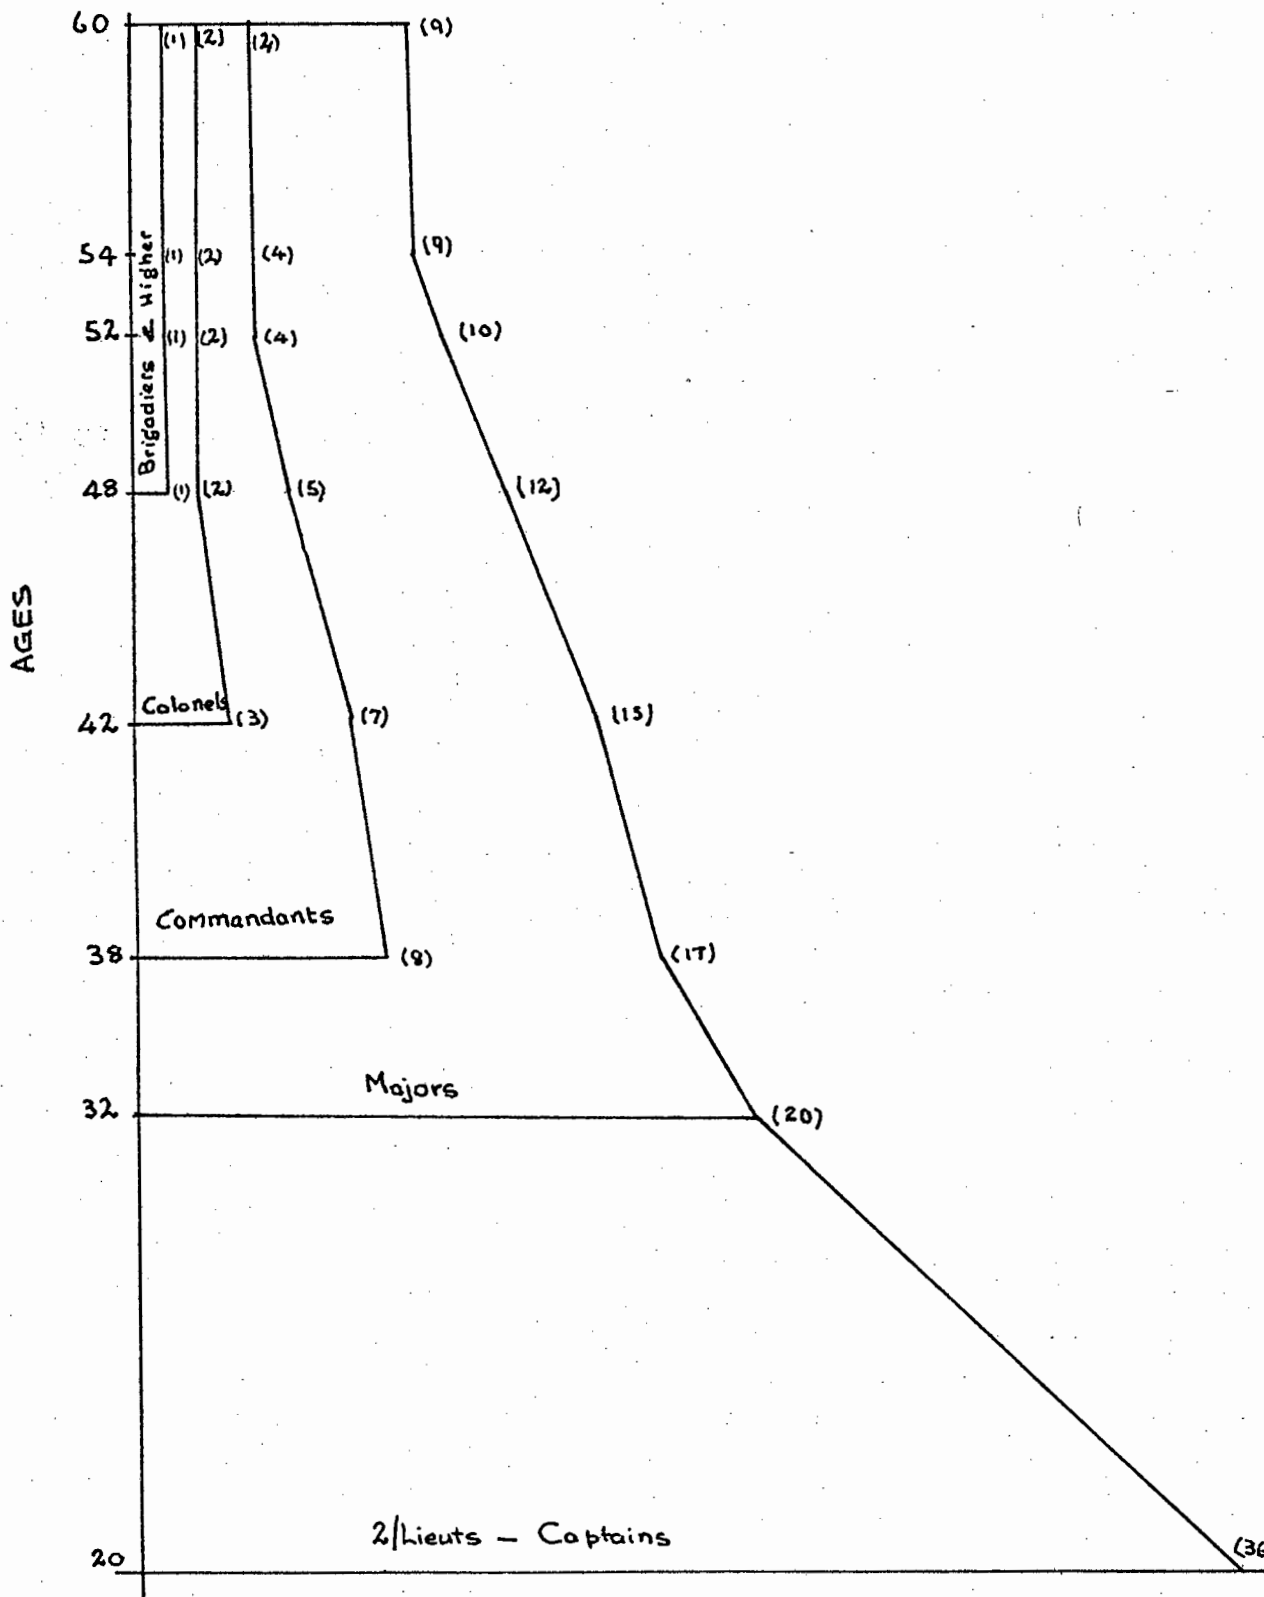 60 (1) (2) (4) (9)
54 (1) (2) (4) (9)
52 (1) (2) (4) (10)
Brigadiers & Higher
48 (1) (2) (5) (12)
AGES
Colonels
42 (3) (7) (15)
Commandants
38 (8) (17)
Majors
32 (20)
2/Lieuts - Captains
20